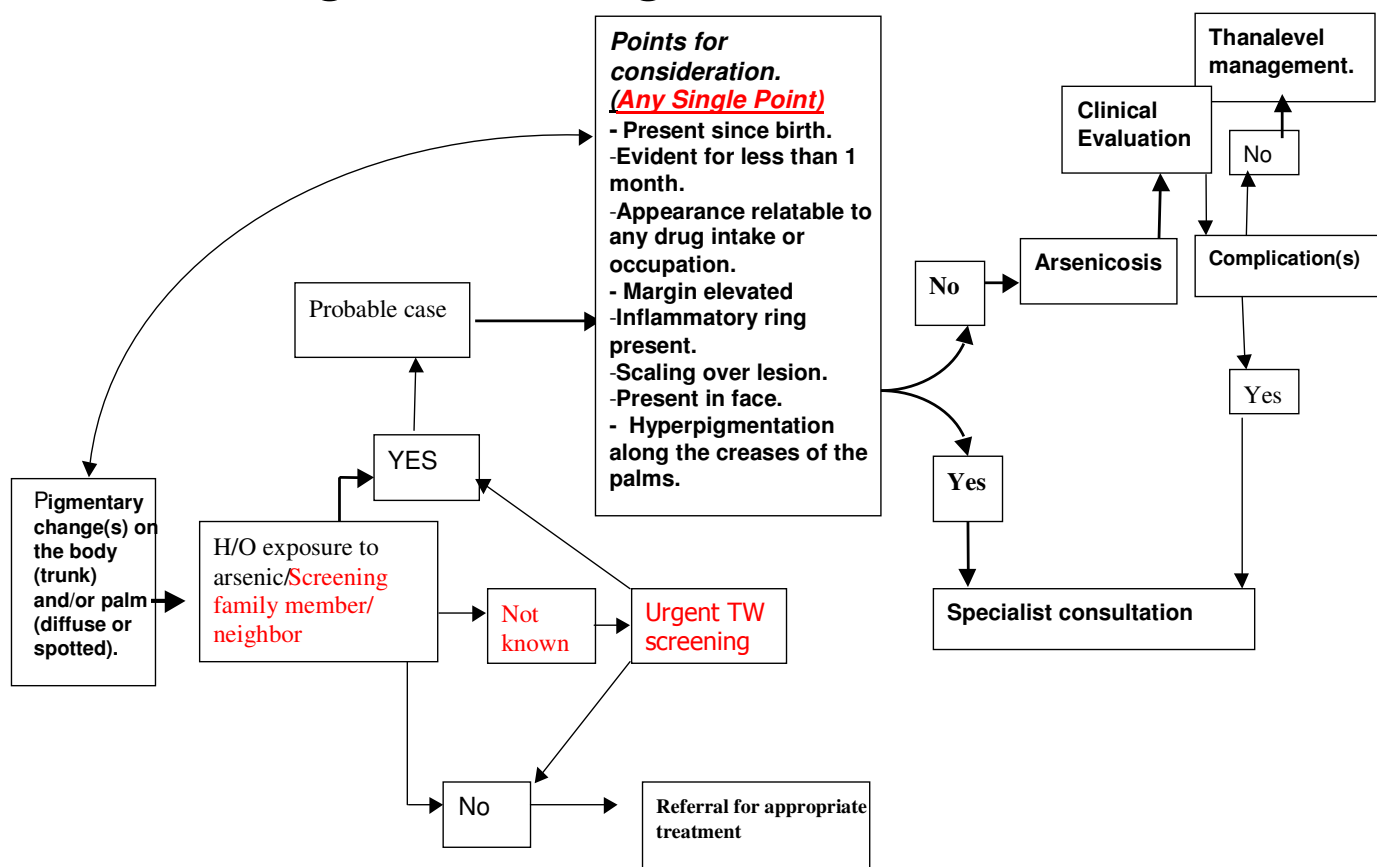 Pigmentary
change(s) on
the body
(trunk)
and/or palm
(diffuse or
spotted).
H/O exposure to
arsenic/Screening
family member/
neighbor
YES
Probable case
Not
known
Urgent TW
screening
No
Referral for appropriate
treatment
Points for
consideration.
(Any Single Point)
- Present since birth.
-Evident for less than 1
month.
-Appearance relatable to
any drug intake or
occupation.
- Margin elevated
-Inflammatory ring
present.
-Scaling over lesion.
-Present in face.
- Hyperpigmentation
along the creases of the
palms.
No
Yes
Arsenicosis
Clinical
Evaluation
Thanalevel
management.
No
Complication(s)
Yes
Specialist consultation